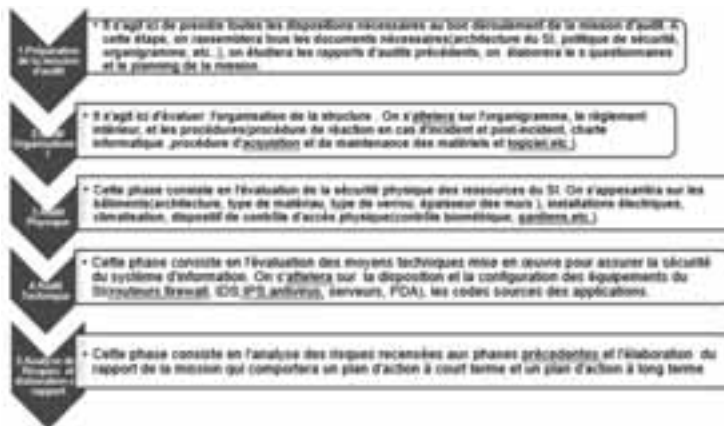 1.Préparation
de la mission
d'audit
• Il s'agit ici de prendre toutes les dispositions nécessaires au bon déroulement de la mission d'audit. A
cette étape, on rassemblera tous les documents nécessaires(architecture du SI, politique de sécurité,
organigramme, etc..), on étudiera les rapports d'audits précédents, on élaborera le s questionnaires
et le planning de la mission.
• Il s'agit ici d'évaluer l'organisation de la structure . On s'attelera sur l'organigramme, le règlement
intérieur, et les procédures(procédure de réaction en cas d'incident et post-incident, charte
informatique ,procédure d'acquisition et de maintenance des matériels et logiciel,etc.)
Physique
• Cette phase consiste en l'évaluation de la sécurité physique des ressources du SI. On s'appesantira sur les
bâtiments(architecture, type de matériau, type de verrou, épaisseur des murs ), installations électriques,
climatisation, dispositif de contrôle d'accès physique(contrôle biométrique, gardiens,etc.)
4.Audit
Technique
• Cette phase consiste en l'évaluation des moyens techniques mise en œuvre pour assurer la sécurité
du système d'information. On s'attelera sur la disposition et la configuration des équipements du
SI(routeurs,firewall, IDS,IPS,antivirus, serveurs, PDA), les codes sources des applications.
5.Analyse de
Risques et
élaboration
rapport
• Cette phase consiste en l'analyse des risques recensées aux phases précedentes et l'élaboration du
rapport de la mission qui comportera un plan d'action à court terme et un plan d'action à long terme